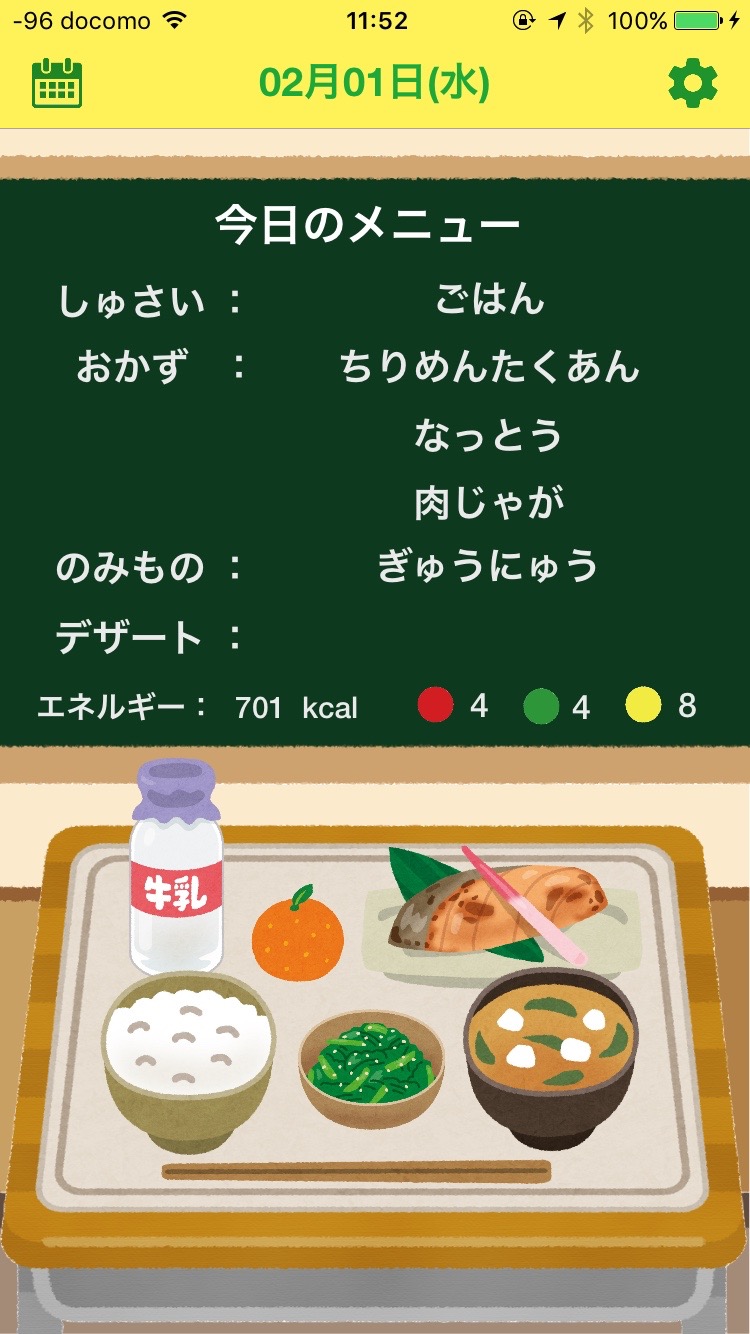 -96 docomo 11:52 100%
02月01日(水)
今日のメニュー
しゅさい : ごはん
おかず : ちりめんたくあん
なっとう
肉じゃが
のみもの : ぎゅうにゅう
デザート :
エネルギー: 701 kcal 4 4 8
牛乳